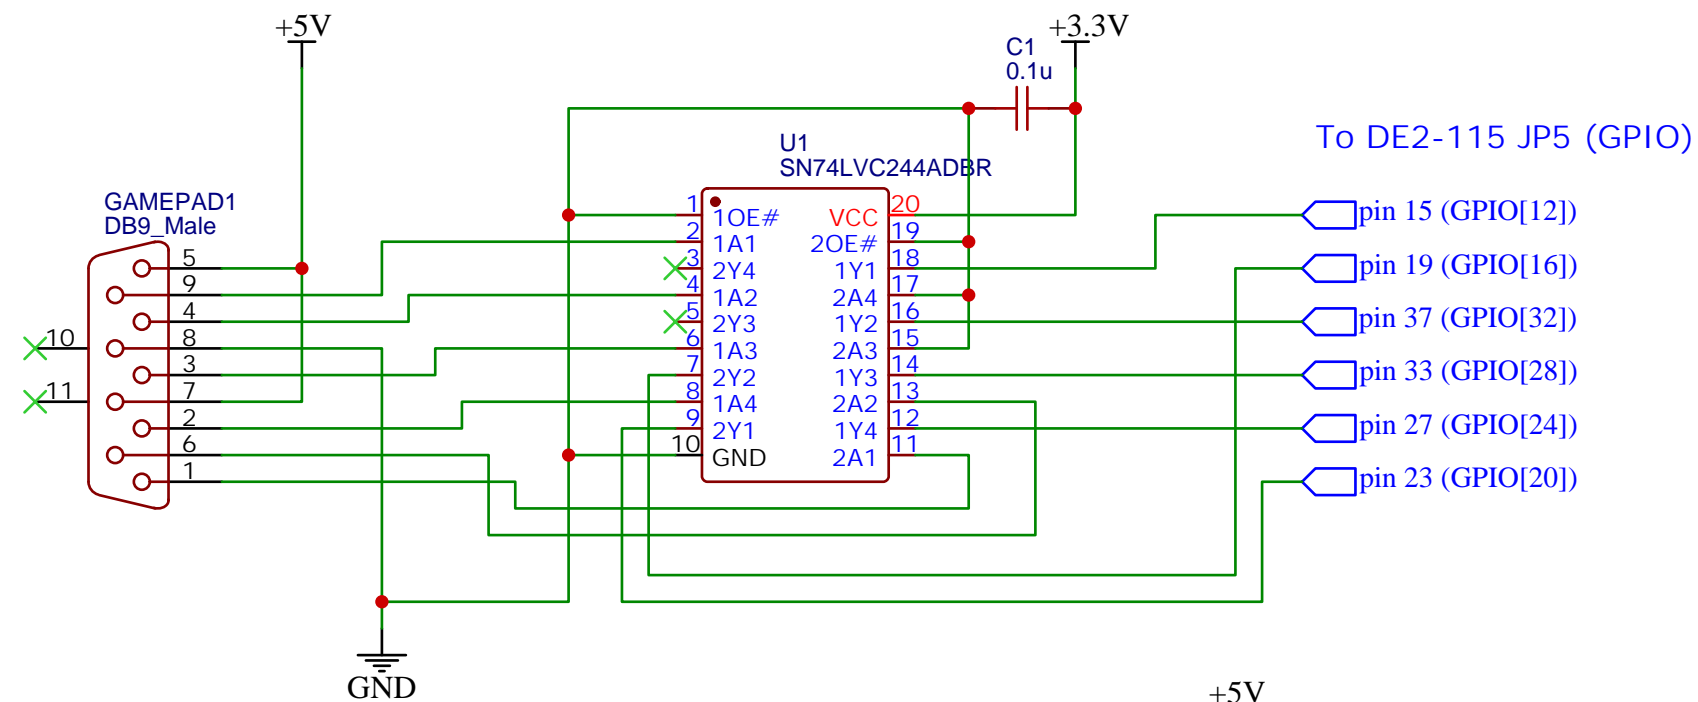 +5V
+3.3V
C1
0.1u
To DE2-115 JP5 (GPIO)
U1
SN74LVC244ADBR
GAMEPAD1
DB9_Male
1 1OE# VCC 20
2 1A1 2OE# 19
3 2Y4 1Y1 18
4 1A2 2A4 17
5 2Y3 1Y2 16
6 1A3 2A3 15
7 2Y2 1Y3 14
8 1A4 2A2 13
9 2Y1 1Y4 12
10 GND 2A1 11
5
9
4
10 8
3
11 7
2
6
1
pin 15 (GPIO[12])
pin 19 (GPIO[16])
pin 37 (GPIO[32])
pin 33 (GPIO[28])
pin 27 (GPIO[24])
pin 23 (GPIO[20])
GND
+5V